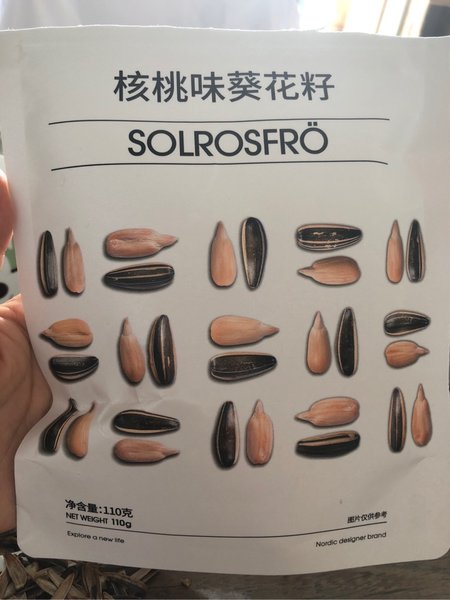 核桃味葵花籽
SOLROSFRÖ
净含量:110克
NET WEIGHT 110g
图片仅供参考
Explore a new life
Nordic designer brand